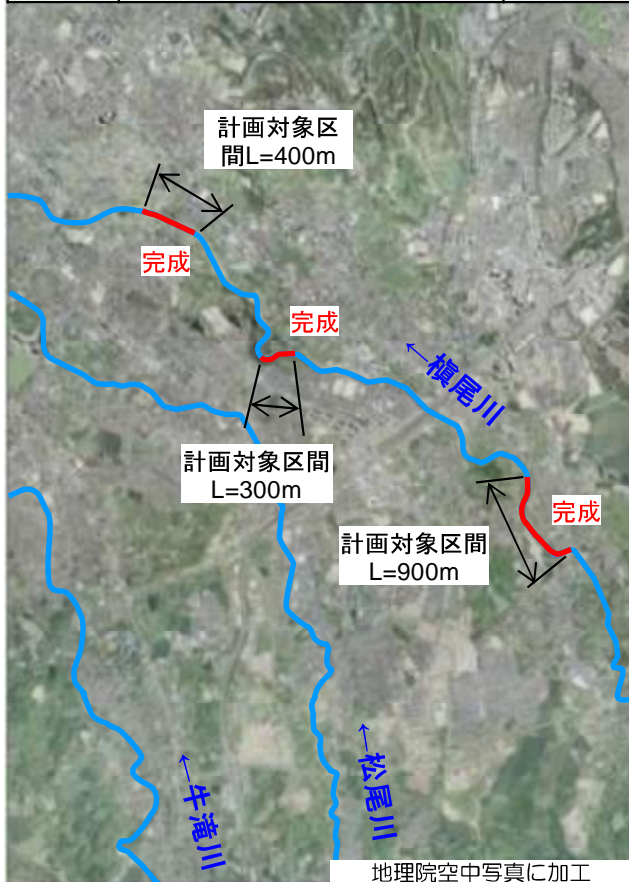 計画対象区
間L=400m
完成
完成
←槇尾川
計画対象区間
L=300m
完成
計画対象区間
L=900m
←松尾川
←牛滝川
地理院空中写真に加工